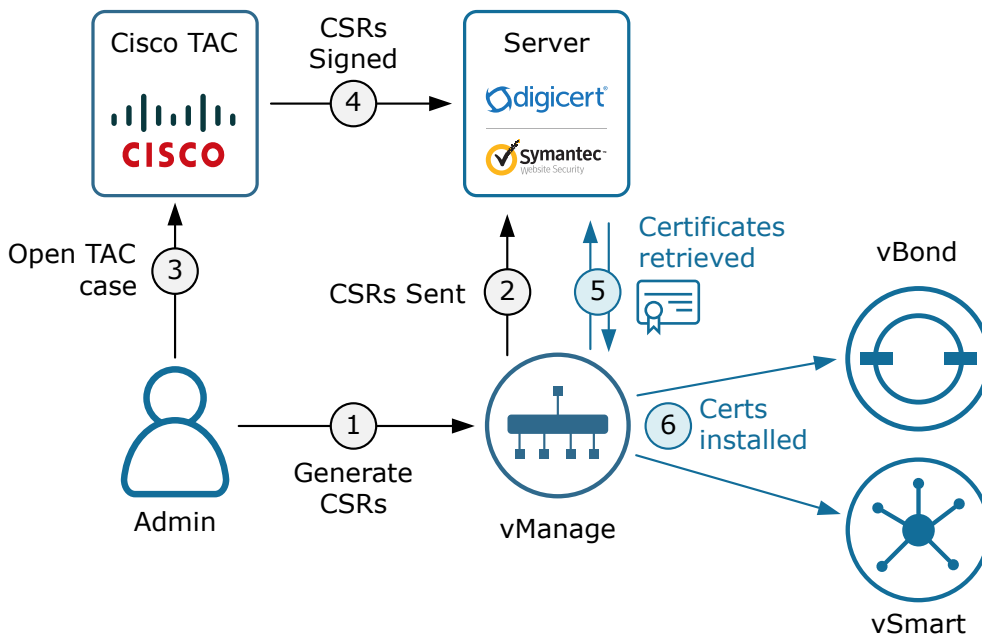 Cisco TAC
CISCO
CSRs
Signed
4
Server
digicert®
Symantec™
Website Security
Open TAC
case
3
CSRs Sent
2
5
Certificates
retrieved
vBond
1
Generate
CSRs
Admin
vManage
6
Certs
installed
vSmart